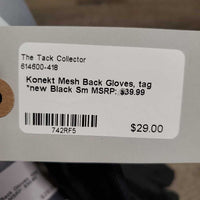 The Tack Collector
614600-418
Konekt Mesh Back Gloves, tag
*new Black Sm MSRP: $39.99
742RF5
$29.00